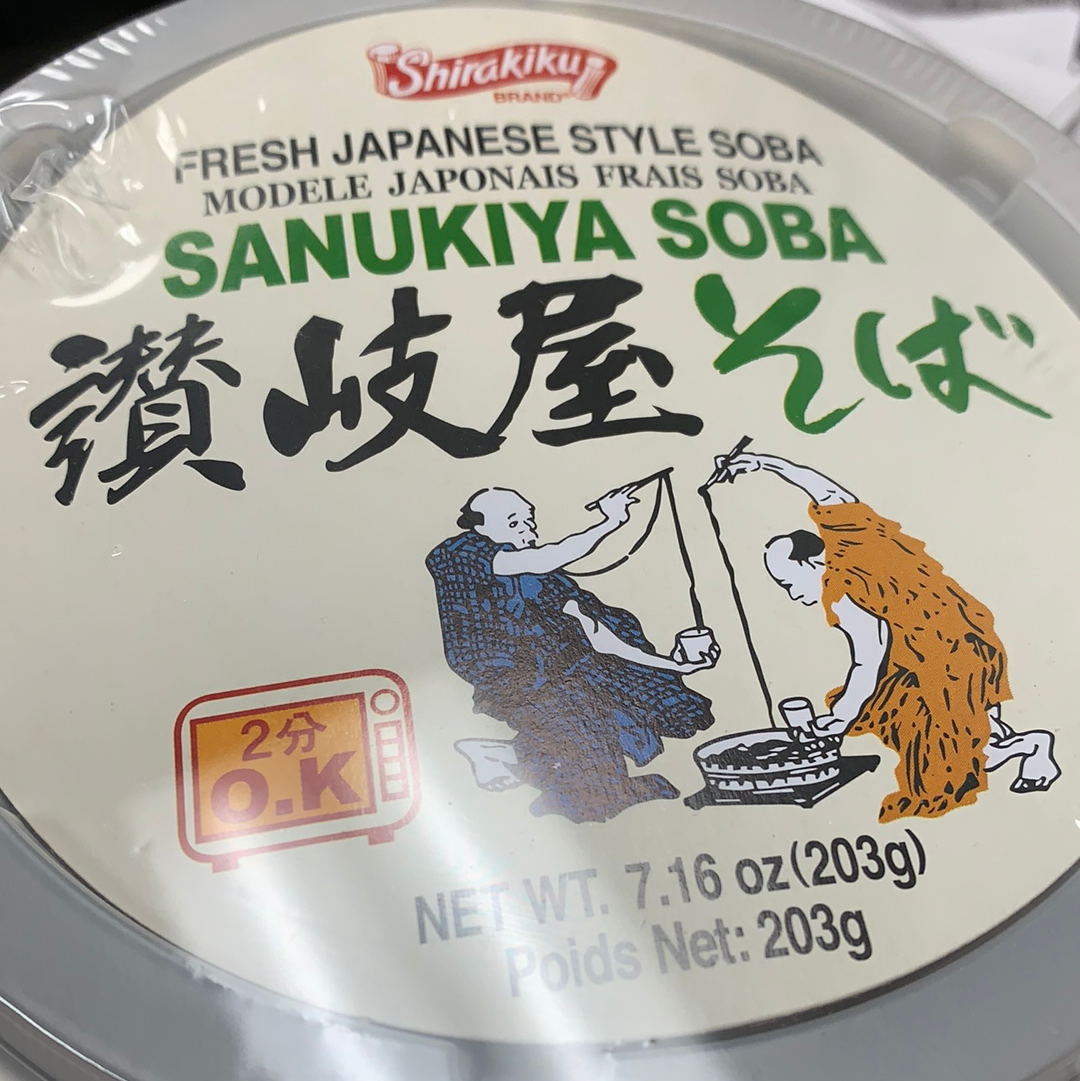 Shirakiku
BRAND®
FRESH JAPANESE STYLE SOBA
MODELE JAPONAIS FRAIS SOBA
SANUKIYA SOBA
讃岐屋そば
2分
O.K
NET WT. 7.16 oz(203g)
Poids Net: 203g